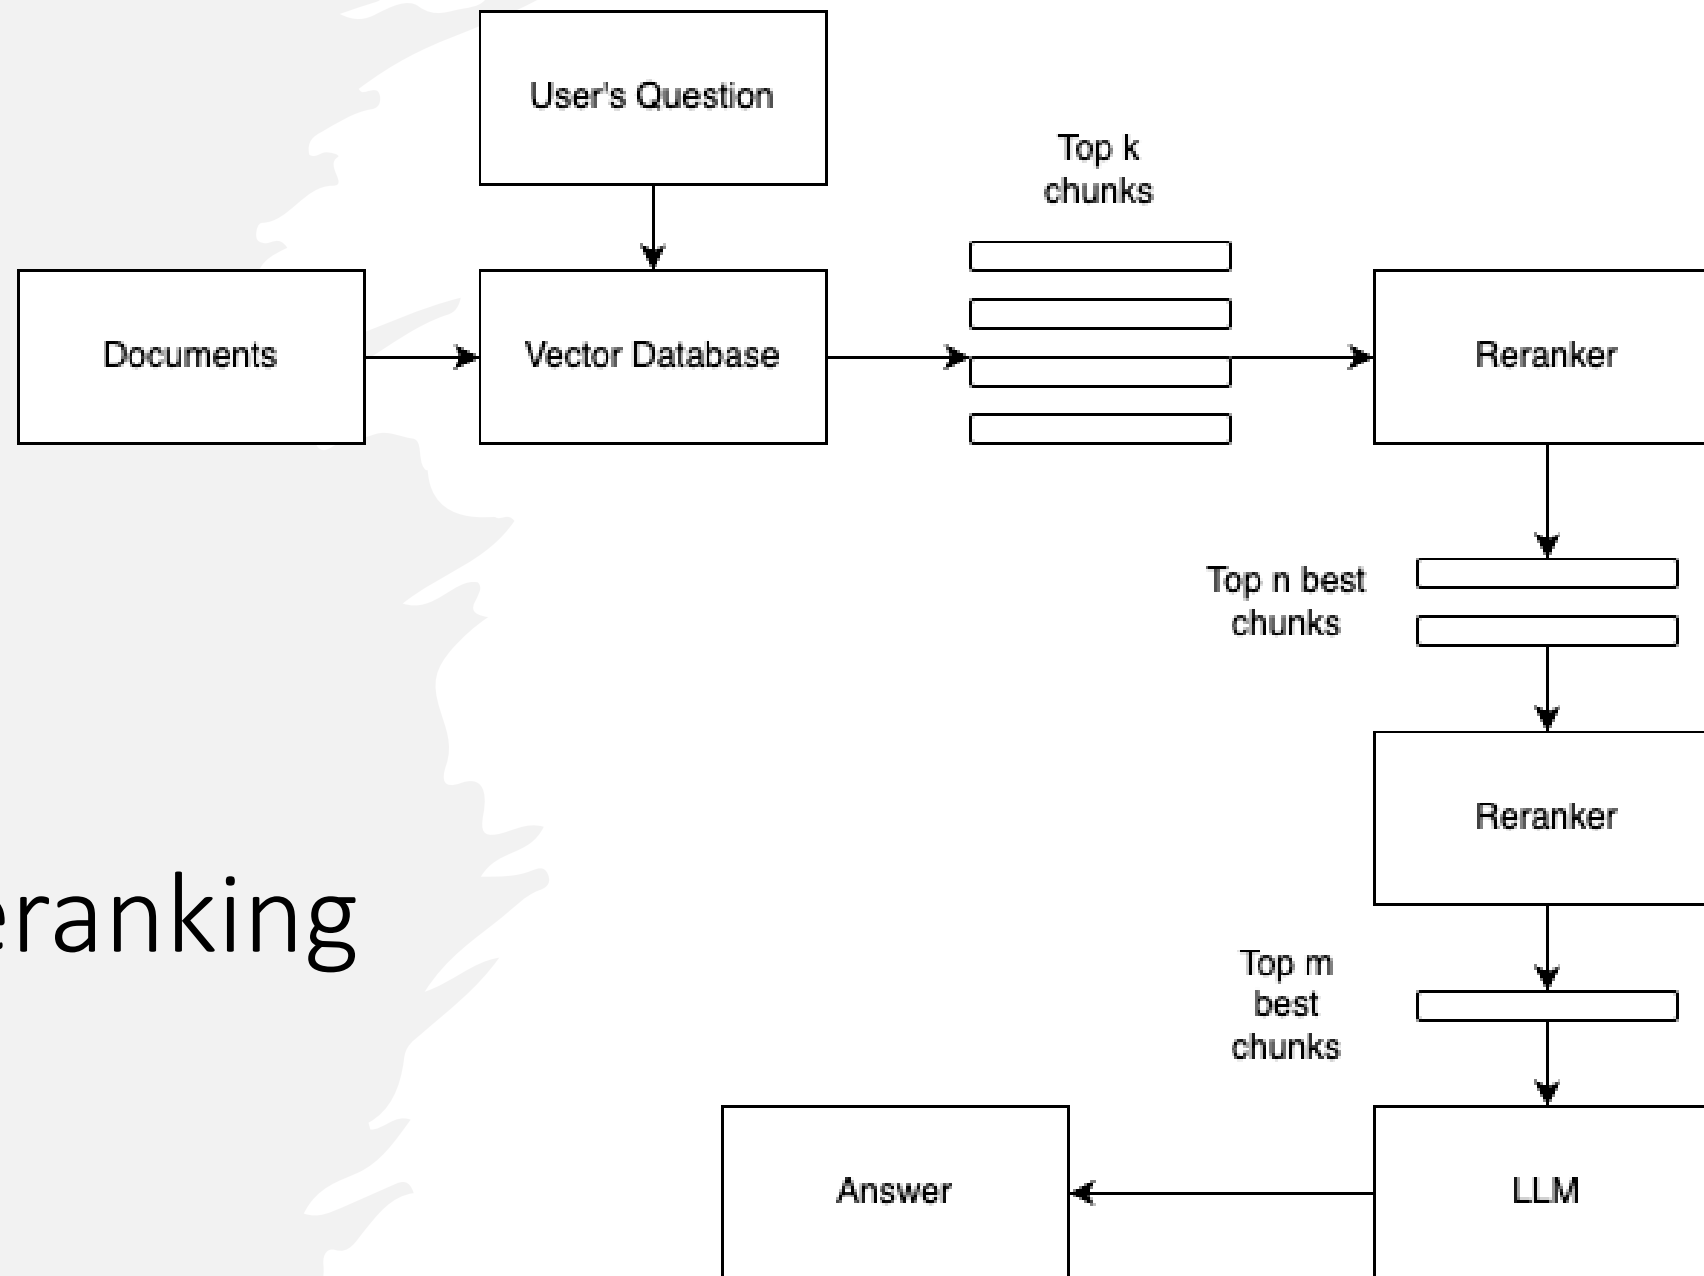 User's Question
Top k
chunks
Documents
Vector Database
Reranker
Top n best
chunks
Reranker
eranking
Top m
best
chunks
Answer
LLM